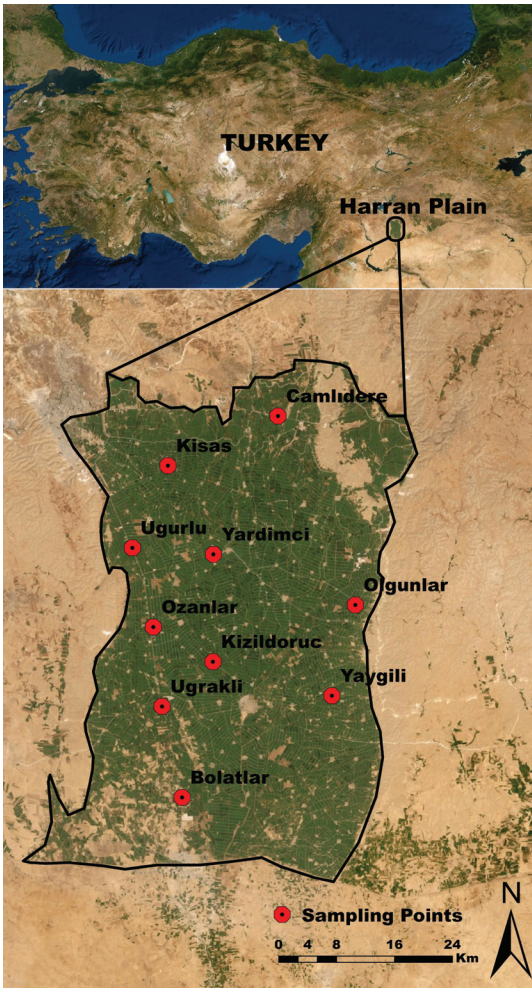 TURKEY
Harran Plain
Camlıdere
Kisas
Ugurlu
Yardimci
Olgunlar
Ozanlar
Kizildoruc
Ugrakli
Yaygili
Bolatlar
N
Sampling Points
0 4 8 16 24
Km